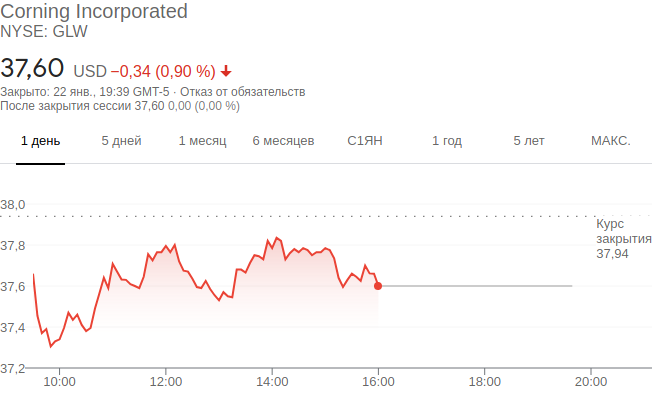 Corning Incorporated
NYSE: GLW
37,60 USD −0,34 (0,90 %)
Закрыто: 22 янв., 19:39 GMT-5 · Отказ от обязательств
После закрытия сессии 37,60 0,00 (0,00 %)
1 день 5 дней 1 месяц 6 месяцев С1ЯН 1 год 5 лет МАКС.
38,0
Курс
закрытия
37,94
37,8
37,6
37,4
37,2
10:00 12:00 14:00 16:00 18:00 20:00